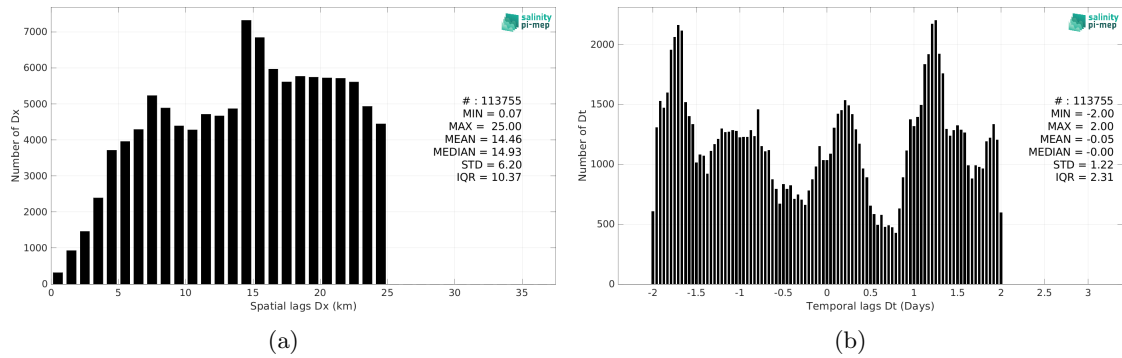 salinity
pi-mep
Number of Dx
7000
6000
5000
4000
3000
2000
1000
0
# : 113755
MIN = 0.07
MAX = 25.00
MEAN = 14.46
MEDIAN = 14.93
STD = 6.20
IQR = 10.37
0 5 10 15 20 25 30 35
Spatial lags Dx (km)
(a)
salinity
pi-mep
Number of Dt
2000
1500
1000
500
0
# : 113755
MIN = -2.00
MAX = 2.00
MEAN = -0.05
MEDIAN = -0.00
STD = 1.22
IQR = 2.31
-2 -1.5 -1 -0.5 0 0.5 1 1.5 2 2.5 3
Temporal lags Dt (Days)
(b)